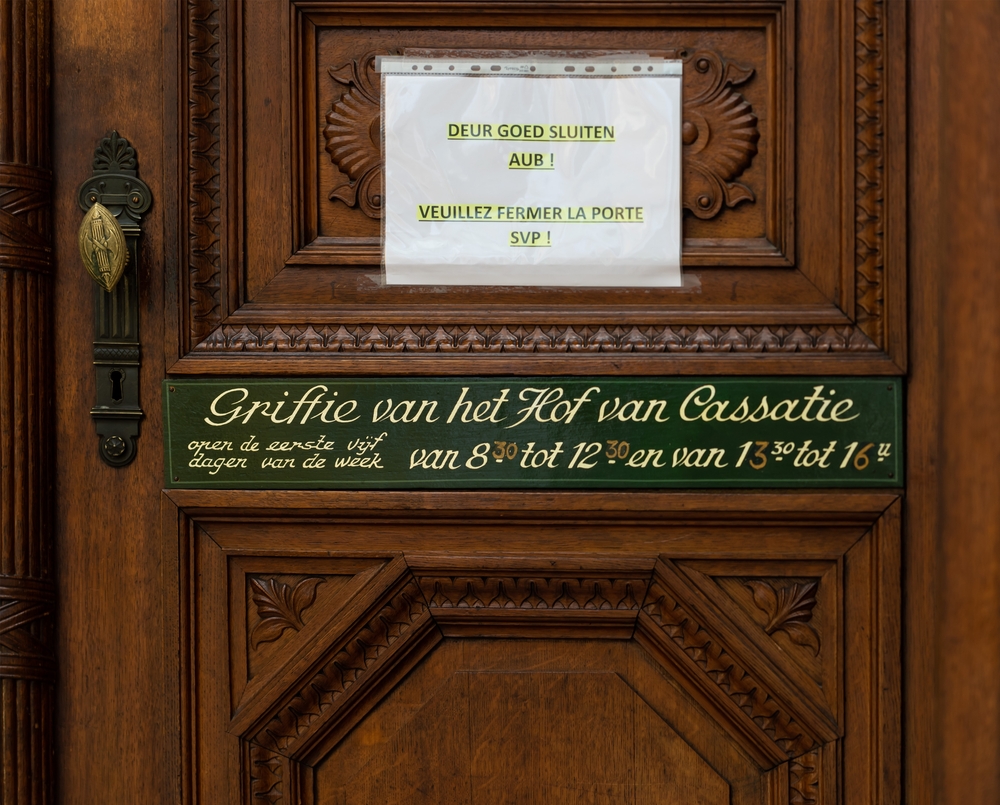 DEUR GOED SLUITEN
AUB !
VEUILLEZ FERMER LA PORTE
SVP !
Griffie van het Hof van Cassatie
open de eerste vijf
dagen van de week
van 8³⁰ tot 12³⁰ en van 13³⁰ tot 16ᵘ